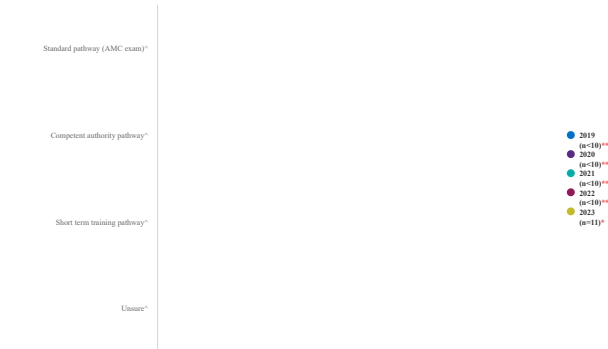 Standard pathway (AMC exam)^
Competent authority pathway^
Short term training pathway^
Unsure^
2019
(n<10)**
2020
(n<10)**
2021
(n<10)**
2022
(n<10)**
2023
(n=11)*